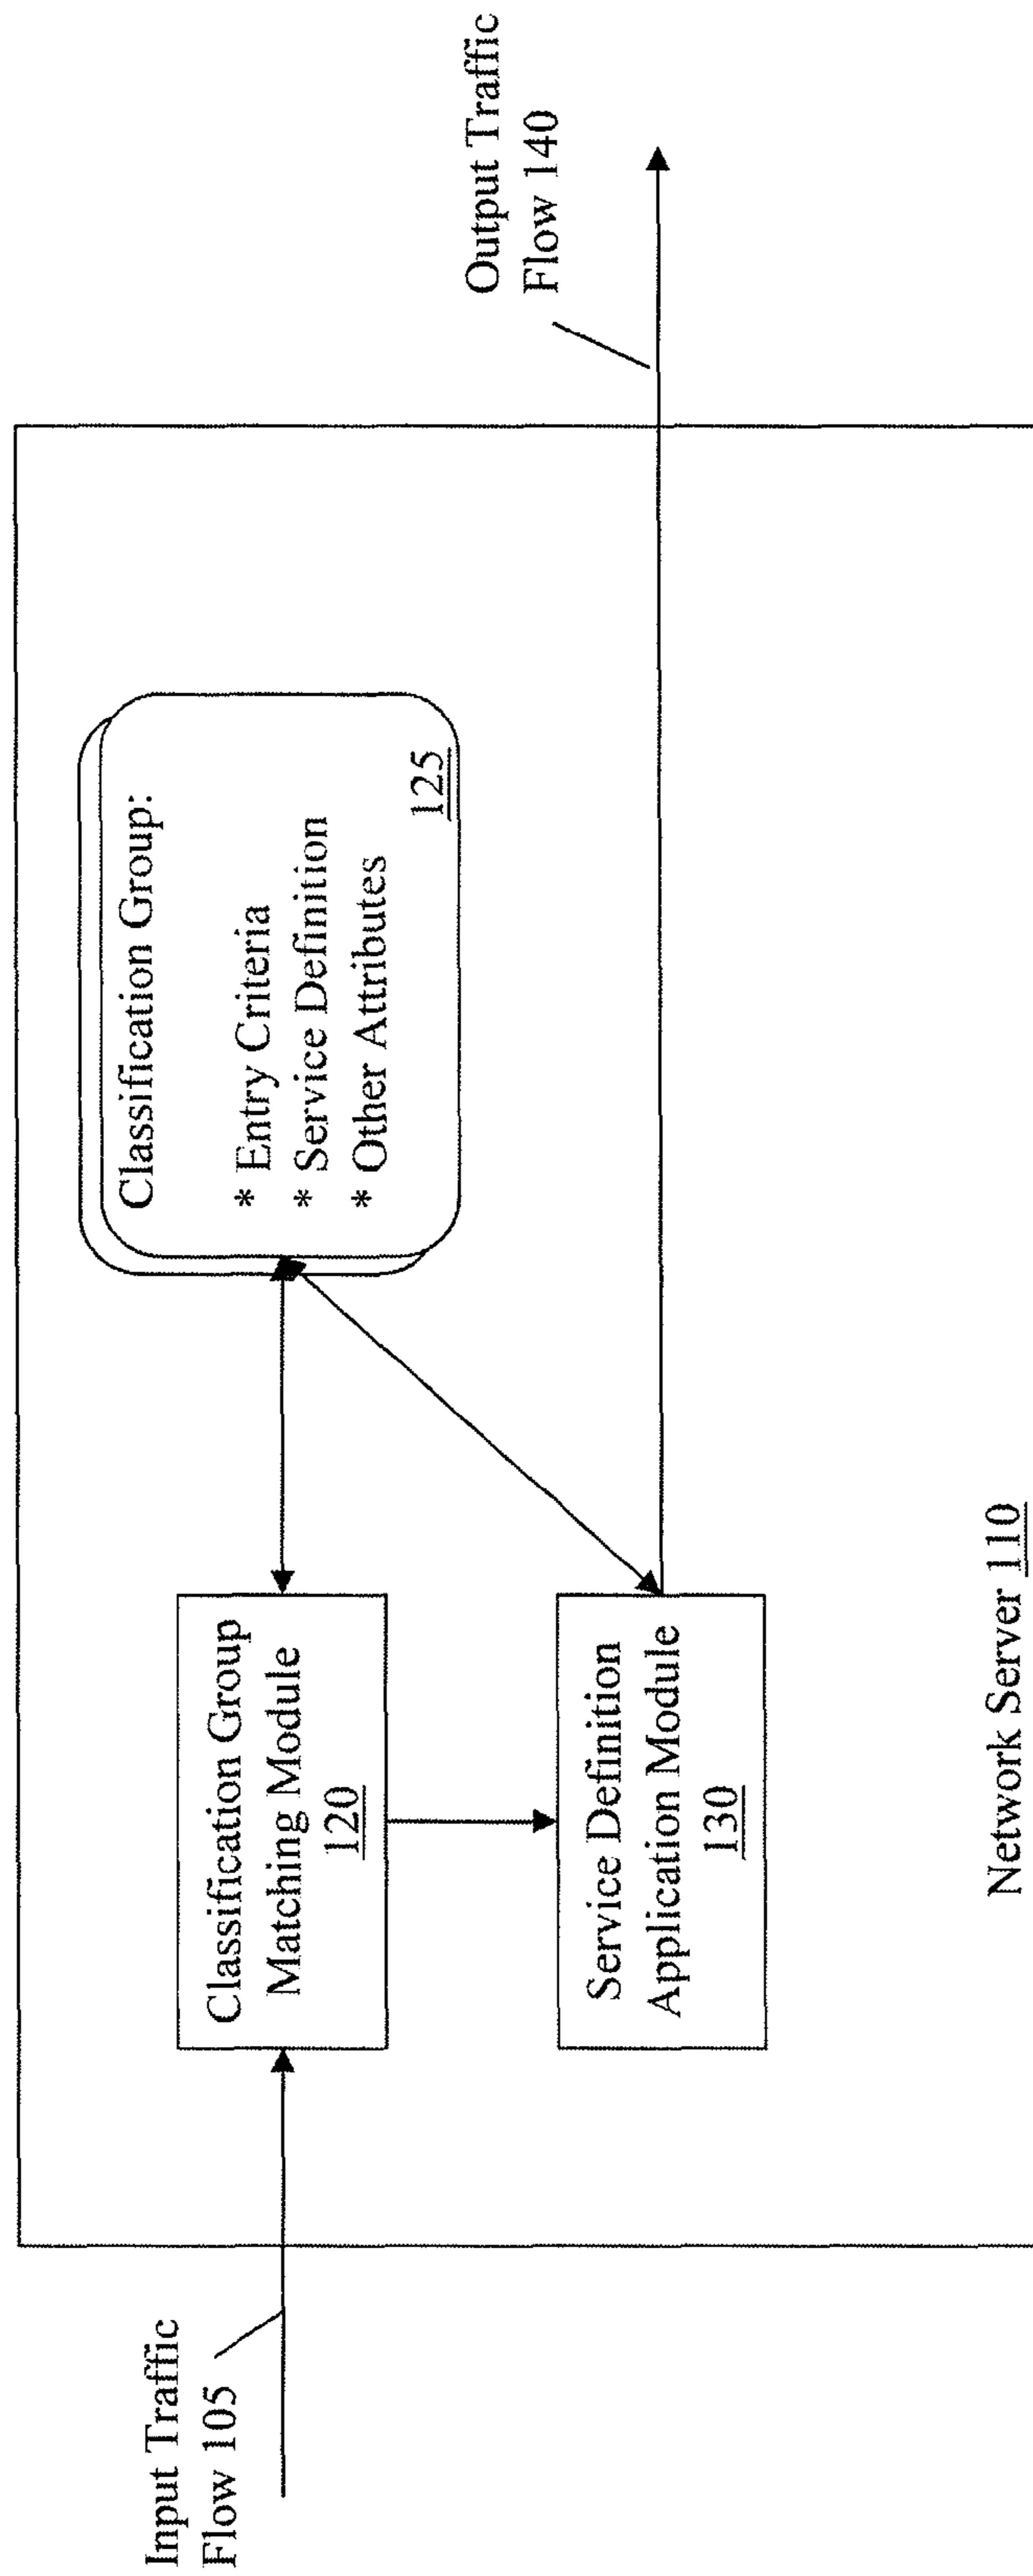 Input Traffic
Flow 105
Classification Group
Matching Module
120
Classification Group:
* Entry Criteria
* Service Definition
* Other Attributes
125
Service Definition
Application Module
130
Output Traffic
Flow 140
Network Server 110